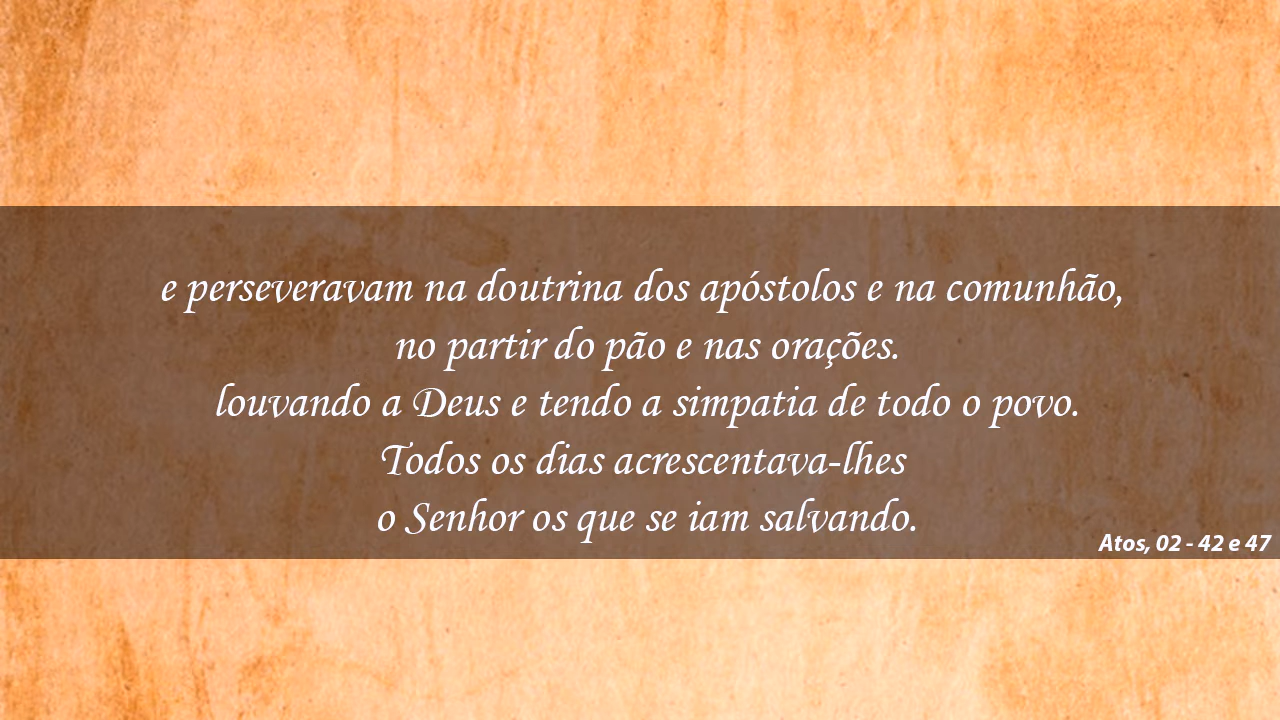 e perseveravam na doutrina dos apóstolos e na comunhão,
no partir do pão e nas orações.
louvando a Deus e tendo a simpatia de todo o povo.
Todos os dias acrescentava-lhes
o Senhor os que se iam salvando.
Atos, 02 - 42 e 47